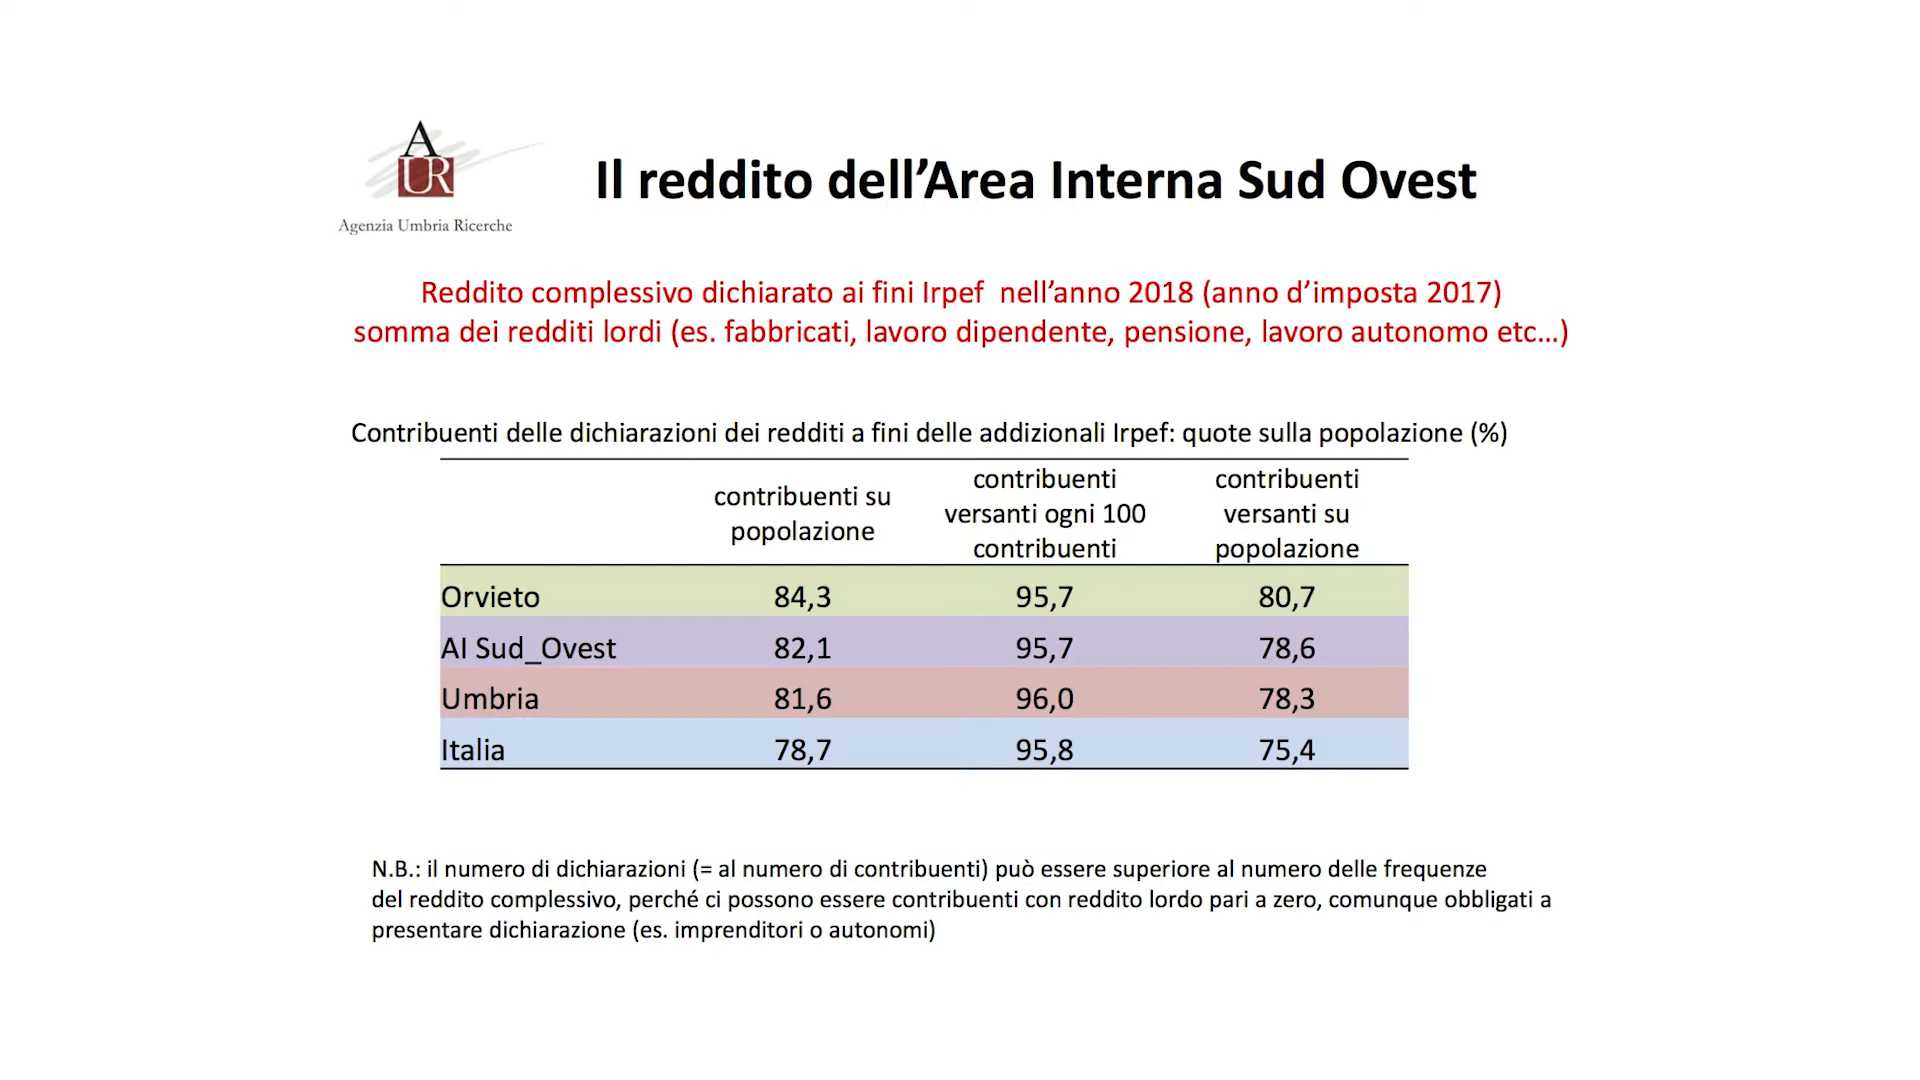 A
UR
Agenzia Umbria Ricerche
Il reddito dell’Area Interna Sud Ovest
Reddito complessivo dichiarato ai fini Irpef nell’anno 2018 (anno d’imposta 2017)
somma dei redditi lordi (es. fabbricati, lavoro dipendente, pensione, lavoro autonomo etc…)
Contribuenti delle dichiarazioni dei redditi a fini delle addizionali Irpef: quote sulla popolazione (%)
contribuenti su popolazione
contribuenti versanti ogni 100 contribuenti
contribuenti versanti su popolazione
Orvieto 84,3 95,7 80,7
AI Sud_Ovest 82,1 95,7 78,6
Umbria 81,6 96,0 78,3
Italia 78,7 95,8 75,4
N.B.: il numero di dichiarazioni (= al numero di contribuenti) può essere superiore al numero delle frequenze
del reddito complessivo, perché ci possono essere contribuenti con reddito lordo pari a zero, comunque obbligati a
presentare dichiarazione (es. imprenditori o autonomi)